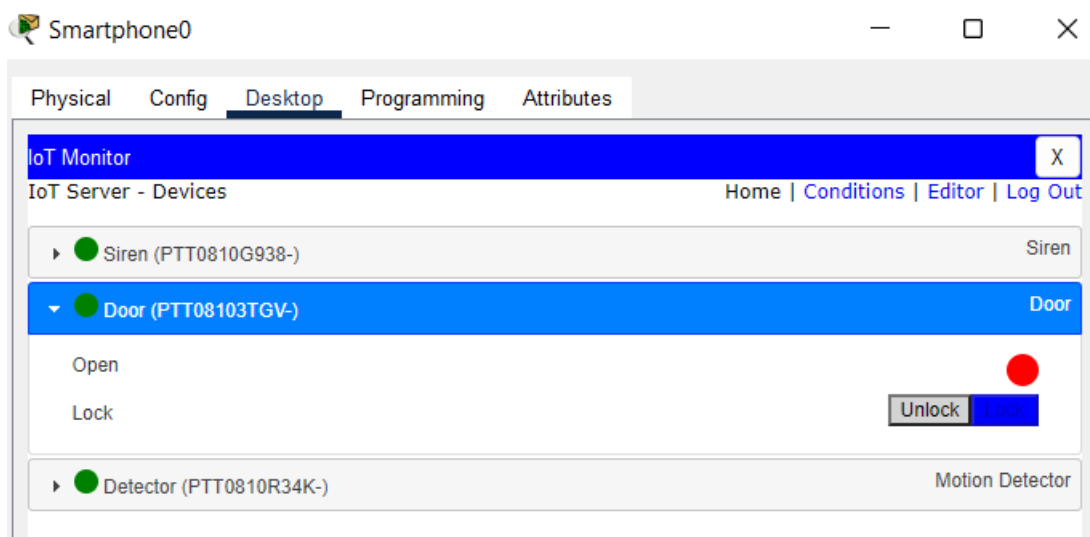 Smartphone0
Physical Config Desktop Programming Attributes
IoT Monitor X
IoT Server - Devices Home | Conditions | Editor | Log Out
Siren (PTT0810G938-) Siren
Door (PTT08103TGV-) Door
Open
Lock Unlock Lock
Detector (PTT0810R34K-) Motion Detector